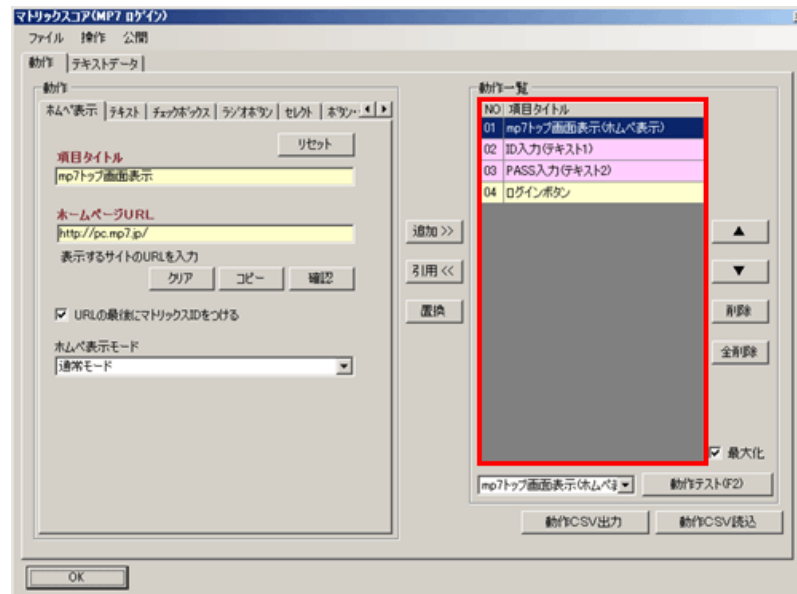 マトリックスコア(MP7 ログイン)
ファイル 操作 公開
動作 テキストデータ
動作
ホムペ表示 テキスト チェックボックス ラジオボタン セレクト ボタン・
リセット
項目タイトル
mp7トップ画面表示
ホームページURL
http://pc.mp7.jp/
表示するサイトのURLを入力
クリア コピー 確認
URLの最後にマトリックスIDをつける
ホムペ表示モード
通常モード
追加 >>
引用 <<
置換
動作一覧
NO 項目タイトル
01 mp7トップ画面表示(ホムペ表示)
02 ID入力(テキスト1)
03 PASS入力(テキスト2)
04 ログインボタン
▲
▼
削除
全削除
最大化
mp7トップ画面表示(ホムペ
動作テスト(F2)
動作CSV出力 動作CSV読込
OK